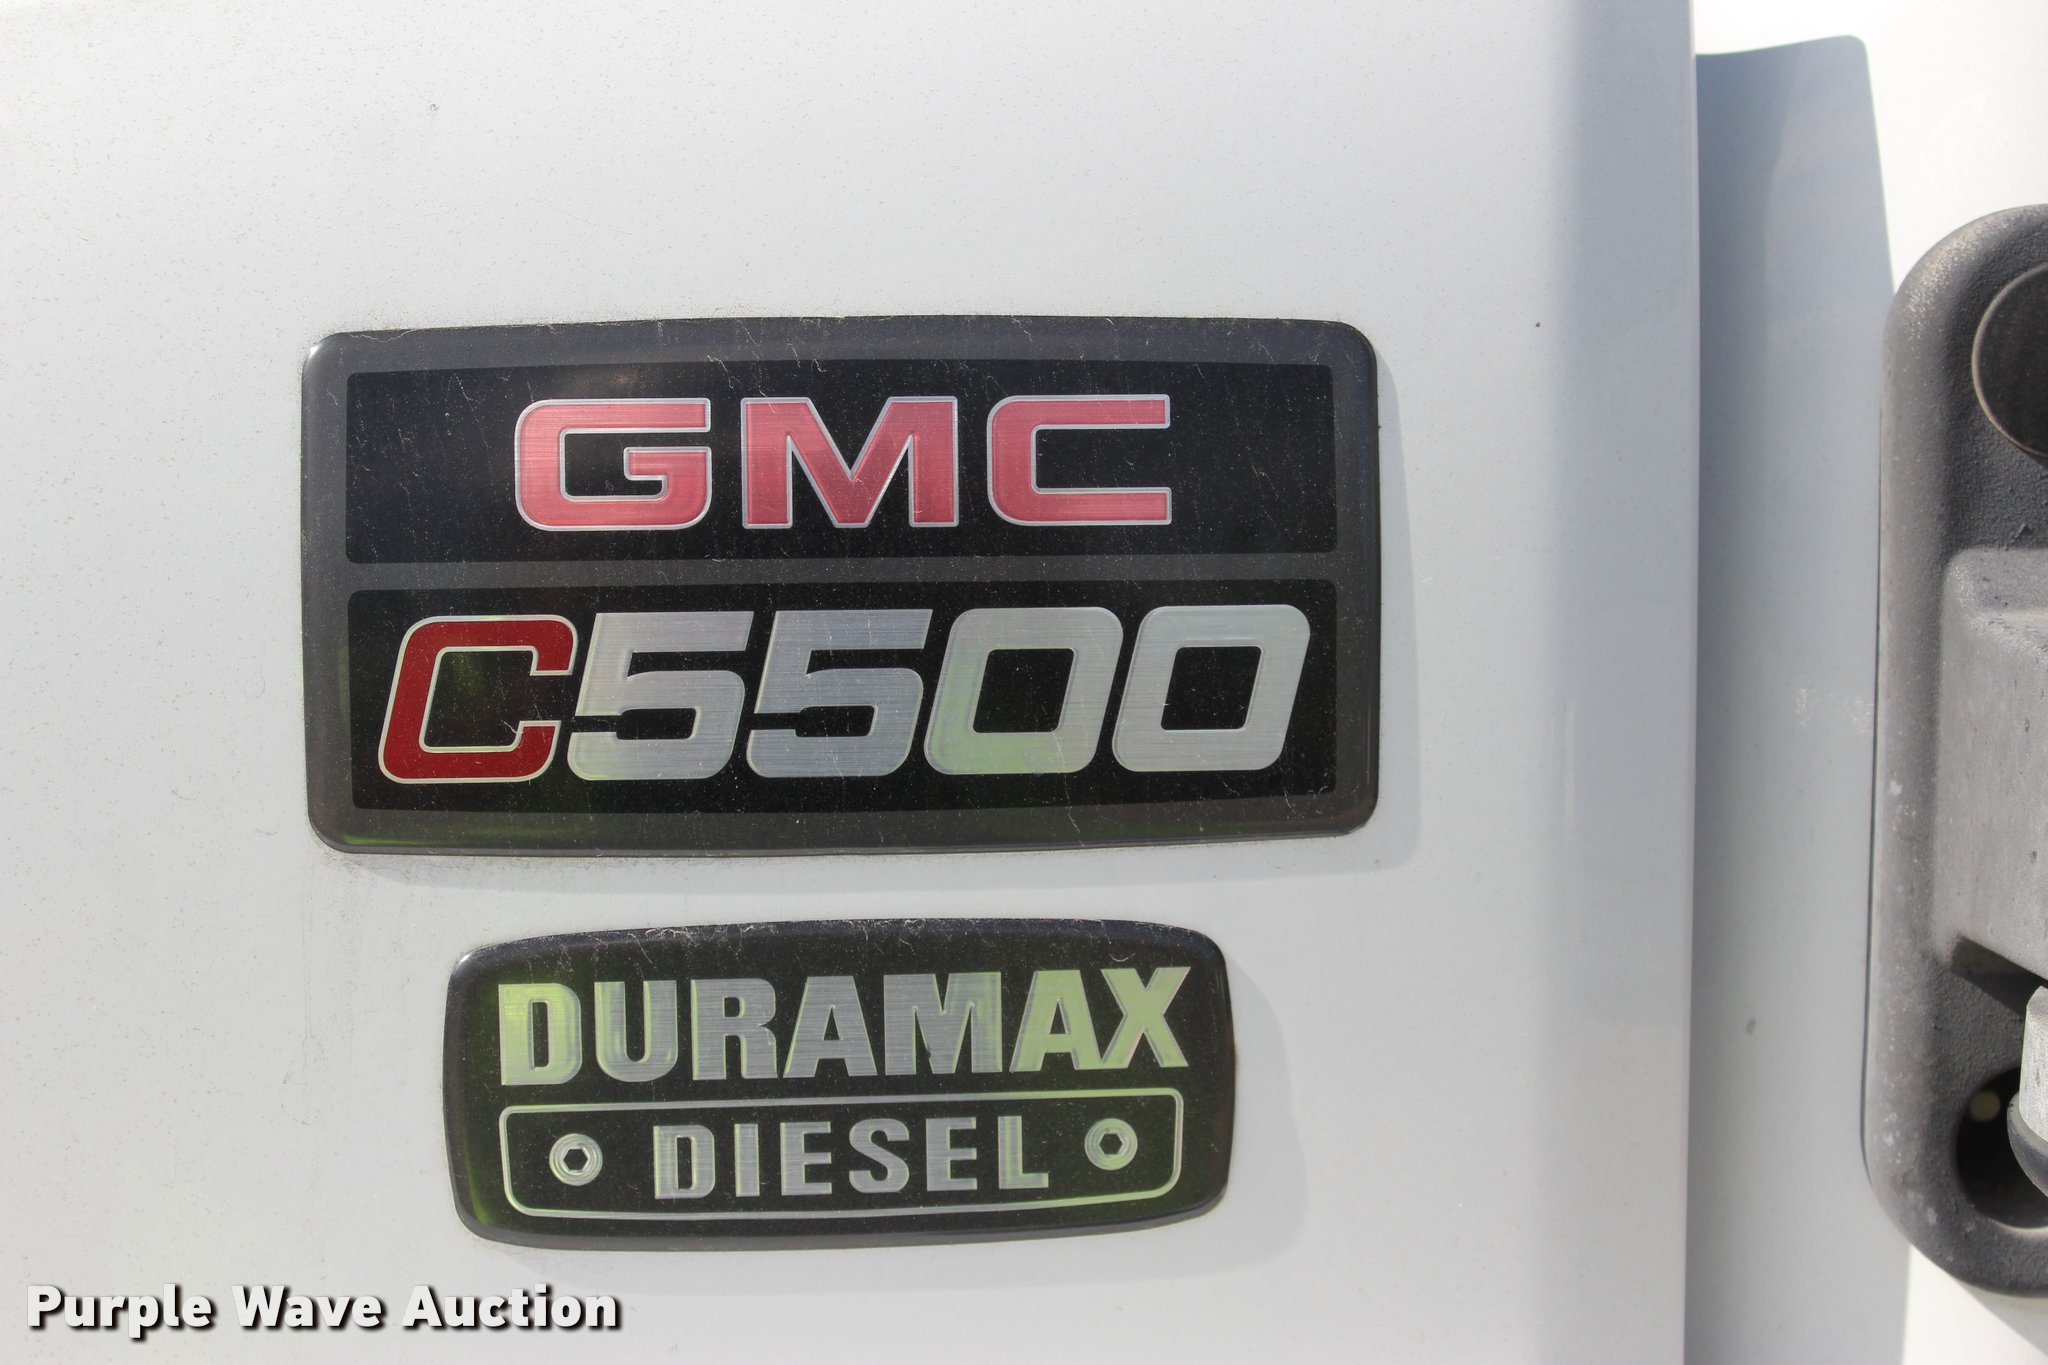 GMC
C5500
DURAMAX
DIESEL
Purple Wave Auction